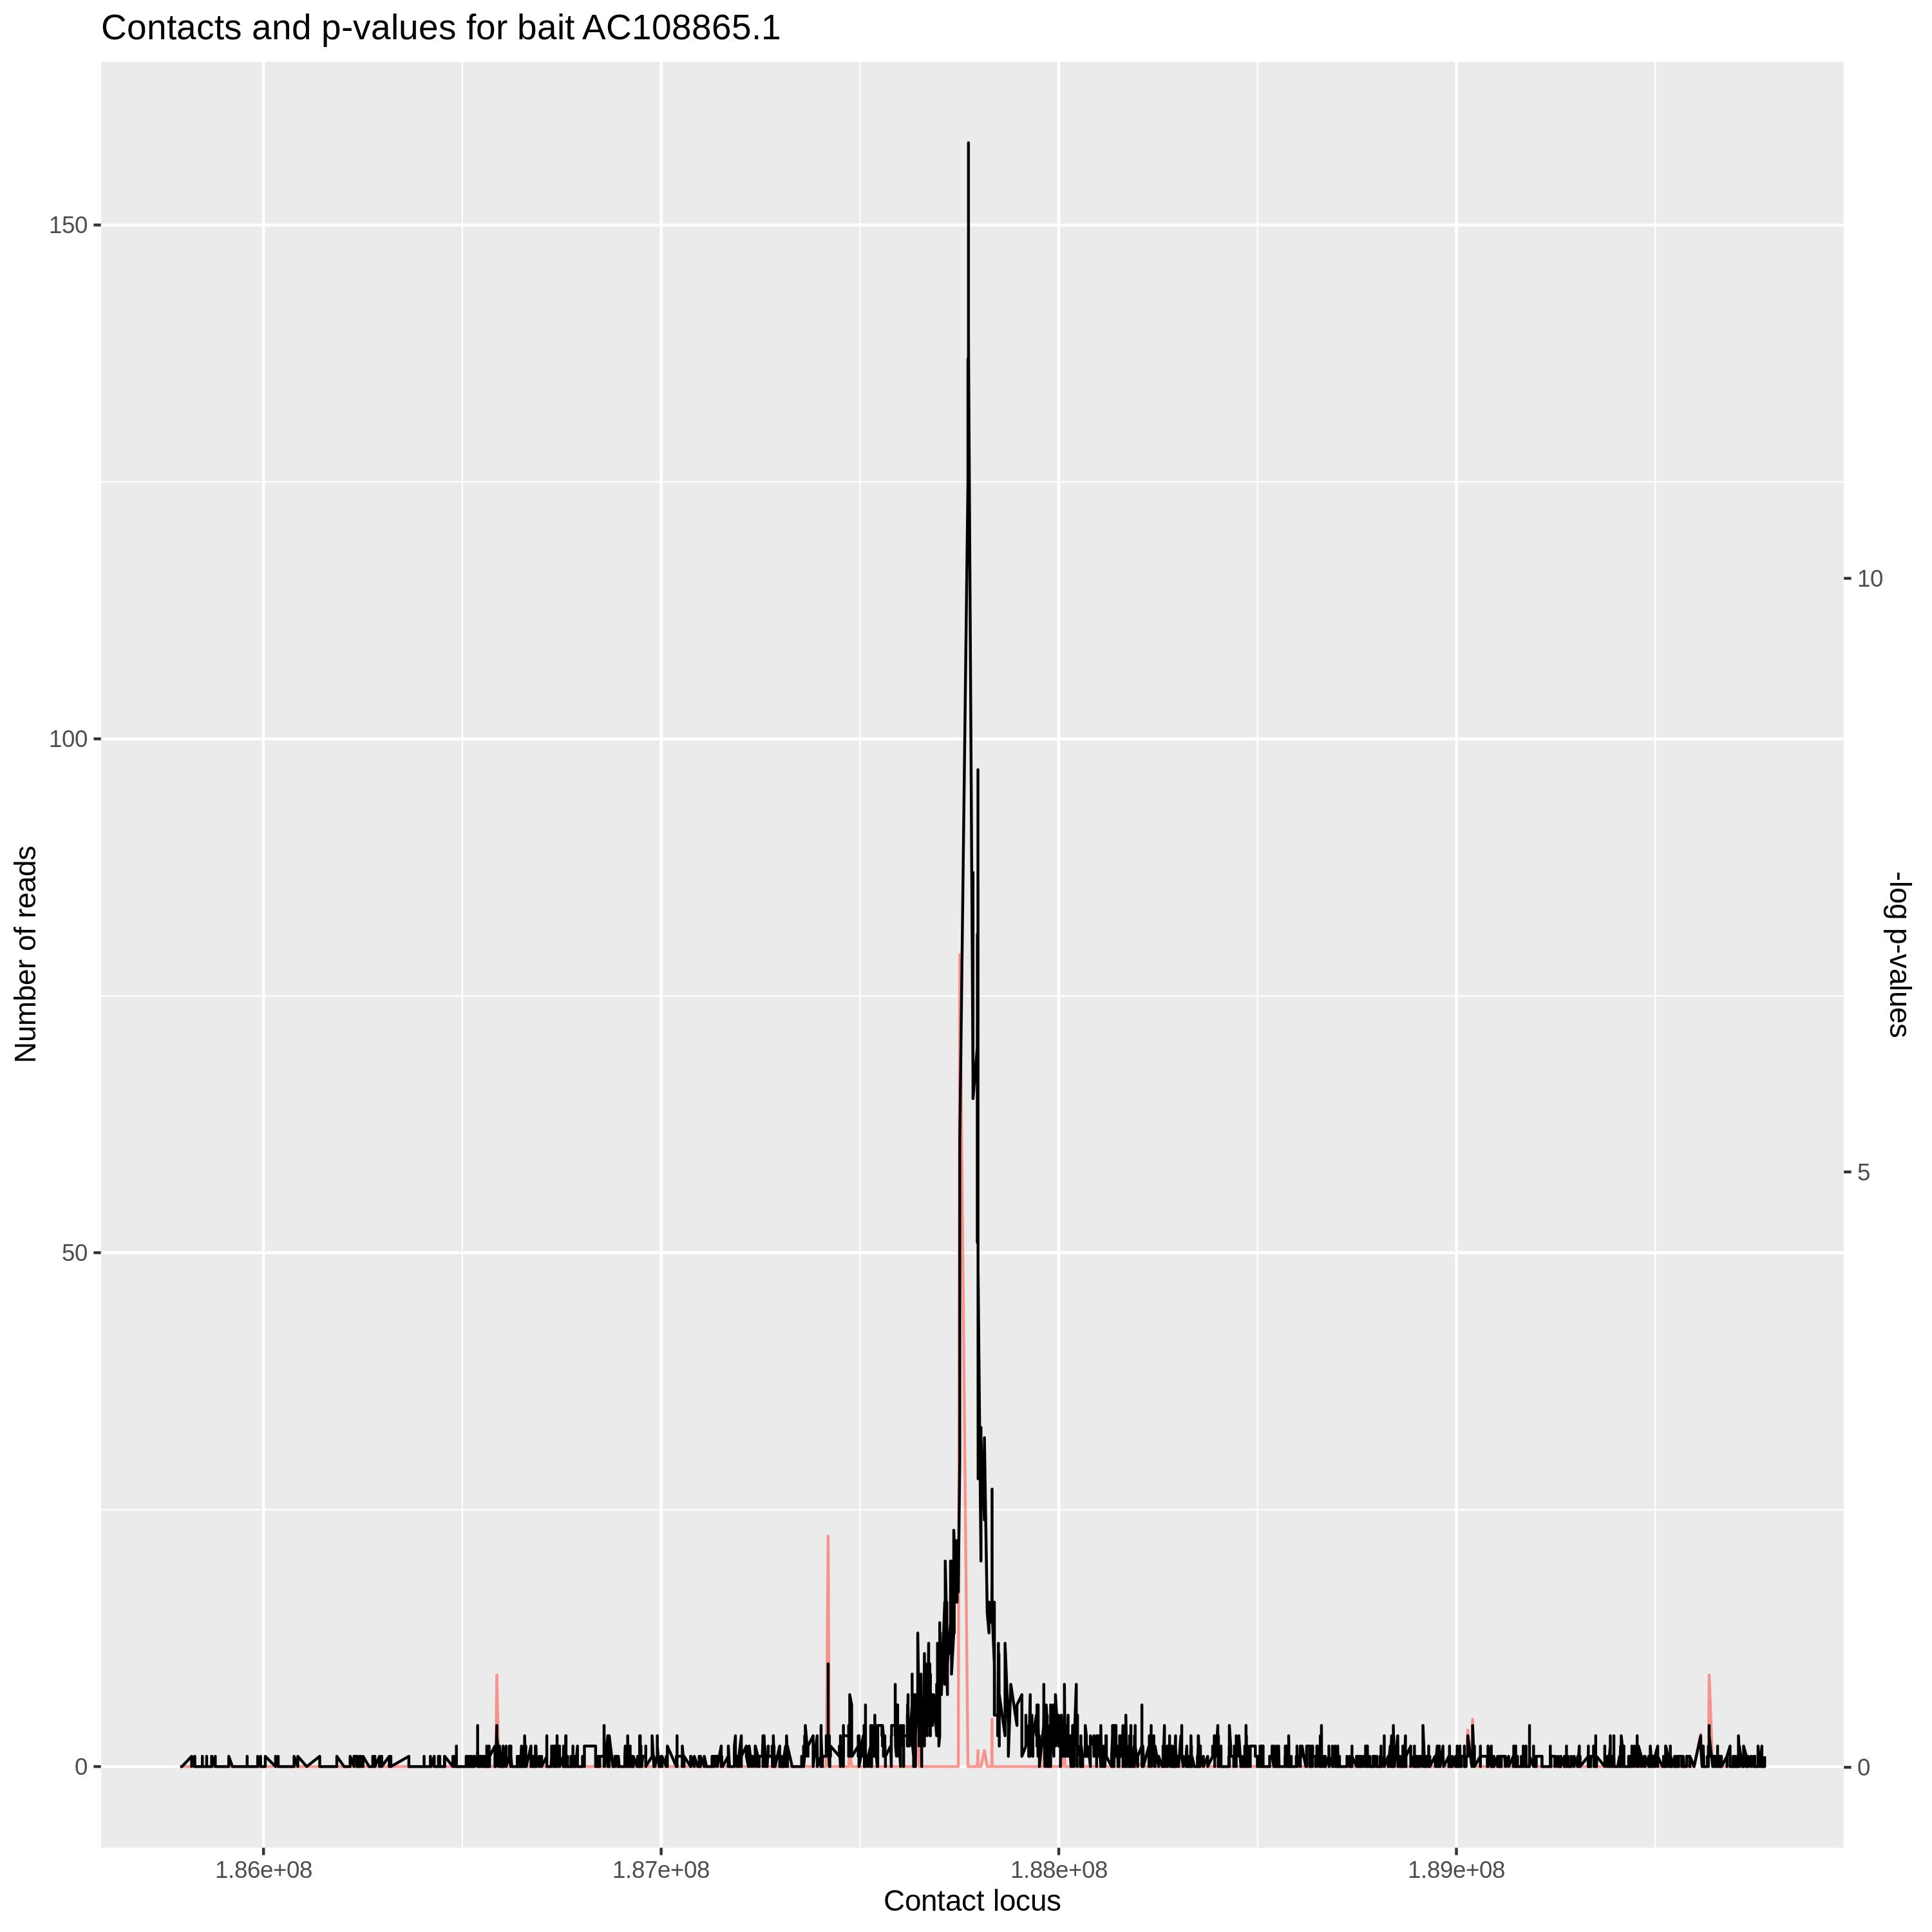 Contacts and p-values for bait AC108865.1
150
100
50
0
Number of reads
10
5
0
-log p-values
1.86e+08
1.87e+08
1.88e+08
1.89e+08
Contact locus